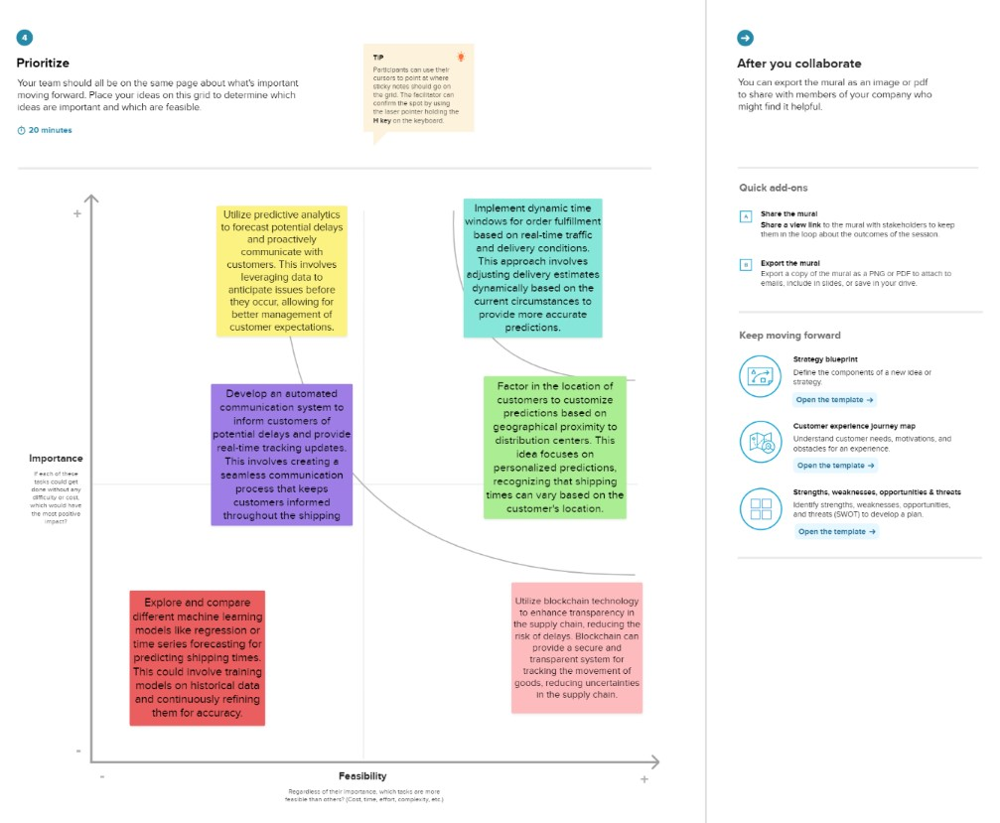 4
Prioritize
Your team should all be on the same page about what's important
moving forward. Place your ideas on this grid to determine which
ideas are important and which are feasible.
20 minutes
TIP
Participants can use their
cursors to point at where
sticky notes should go on
the grid. The facilitator can
confirm the spot by using
the laser pointer holding the
H key on the keyboard.
+
Utilize predictive analytics
to forecast potential delays
and proactively
communicate with
customers. This involves
leveraging data to
anticipate issues before
they occur, allowing for
better management of
customer expectations.
Implement dynamic time
windows for order fulfillment
based on real-time traffic
and delivery conditions.
This approach involves
adjusting delivery estimates
dynamically based on the
current circumstances to
provide more accurate
predictions.
Develop an automated
communication system to
inform customers of
potential delays and provide
real-time tracking updates.
This involves creating a
seamless communication
process that keeps
customers informed
throughout the shipping
Factor in the location of
customers to customize
predictions based on
geographical proximity to
distribution centers. This
idea focuses on
personalized predictions,
recognizing that shipping
times can vary based on the
customer's location.
Importance
If each of these
tasks could get
done without any
difficulty or cost,
which would have
the most positive
impact?
Explore and compare
different machine learning
models like regression or
time series forecasting for
predicting shipping times.
This could involve training
models on historical data
and continuously refining
them for accuracy.
Utilize blockchain technology
to enhance transparency in
the supply chain, reducing the
risk of delays. Blockchain can
provide a secure and
transparent system for
tracking the movement of
goods, reducing uncertainties
in the supply chain.
-
-
Feasibility
+
Regardless of their importance, which tasks are more
feasible than others? (Cost, time, effort, complexity, etc.)
After you collaborate
You can export the mural as an image or pdf
to share with members of your company who
might find it helpful.
Quick add-ons
A
Share the mural
Share a view link to the mural with stakeholders to keep
them in the loop about the outcomes of the session.
B
Export the mural
Export a copy of the mural as a PNG or PDF to attach to
emails, include in slides, or save in your drive.
Keep moving forward
Strategy blueprint
Define the components of a new idea or
strategy.
Open the template →
Customer experience journey map
Understand customer needs, motivations, and
obstacles for an experience.
Open the template →
Strengths, weaknesses, opportunities & threats
Identify strengths, weaknesses, opportunities,
and threats (SWOT) to develop a plan.
Open the template →